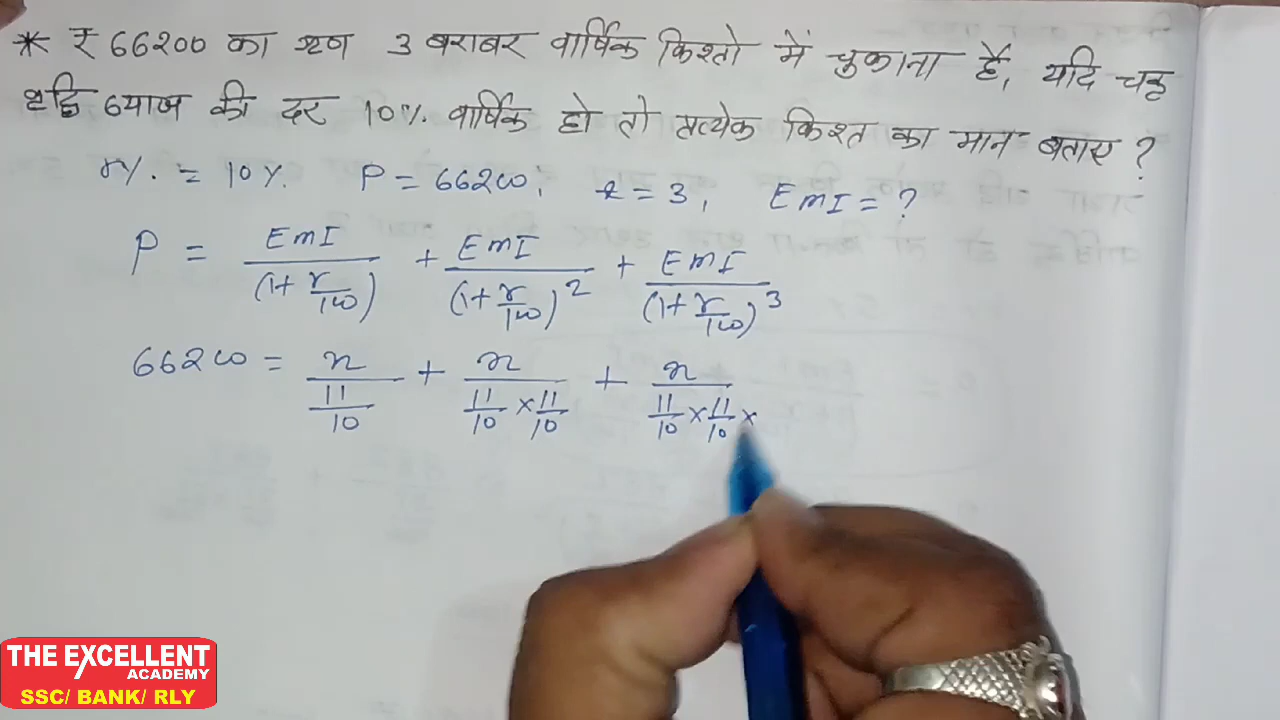 * ₹ 66200 का ऋण 3 बराबर वार्षिक किश्तो में चुकाना है, यदि चक्र
वृद्धि ब्याज की दर 10% वार्षिक हो तो प्रत्येक किश्त का मान बताए ?
r% = 10%. P = 66200, t = 3, EMI = ?
P = EMI/(1+r/100) + EMI/(1+r/100)^2 + EMI/(1+r/100)^3
66200 = x/(11/10) + x/(11/10 × 11/10) + x/(11/10 × 11/10 ×
THE EXCELLENT
ACADEMY
SSC/ BANK/ RLY